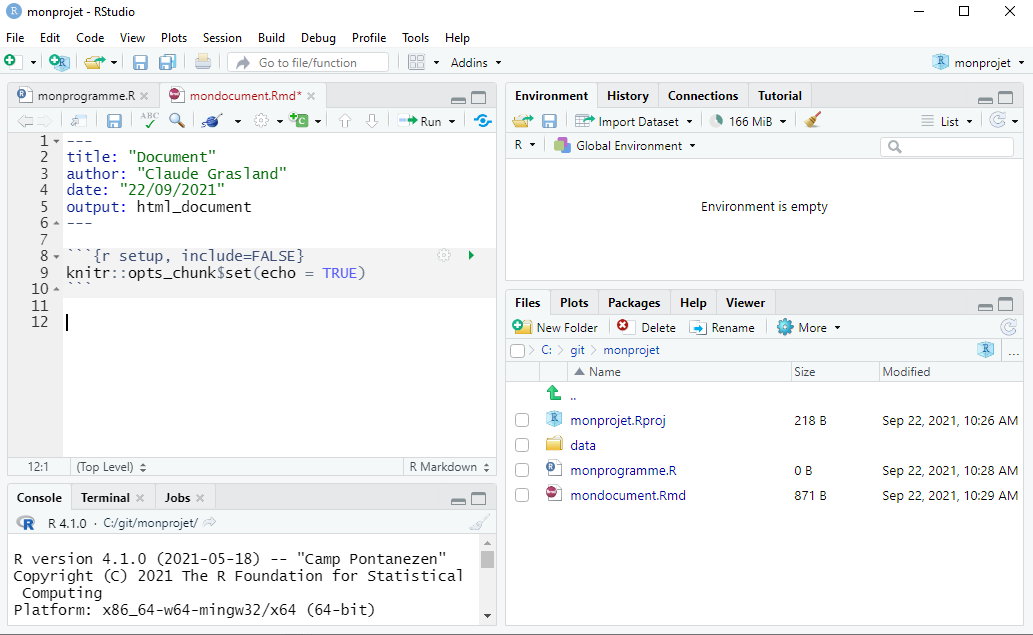 monprojet - RStudio
File Edit Code View Plots Session Build Debug Profile Tools Help
Go to file/function Addins monprojet
monprogramme.R mondocument.Rmd*
ABC Run
1 ---
2 title: "Document"
3 author: "Claude Grasland"
4 date: "22/09/2021"
5 output: html_document
6 ---
7
8 ```{r setup, include=FALSE}
9 knitr::opts_chunk$set(echo = TRUE)
10 ```
11
12
12:1 (Top Level) R Markdown
Console Terminal Jobs
R 4.1.0 · C:/git/monprojet/
R version 4.1.0 (2021-05-18) -- "Camp Pontanezen"
Copyright (C) 2021 The R Foundation for Statistical
Computing
Platform: x86_64-w64-mingw32/x64 (64-bit)
Environment History Connections Tutorial
Import Dataset 166 MiB List
R Global Environment
Environment is empty
Files Plots Packages Help Viewer
New Folder Delete Rename More
C: git monprojet ...
Name Size Modified
..
monprojet.Rproj 218 B Sep 22, 2021, 10:26 AM
data
monprogramme.R 0 B Sep 22, 2021, 10:28 AM
mondocument.Rmd 871 B Sep 22, 2021, 10:29 AM